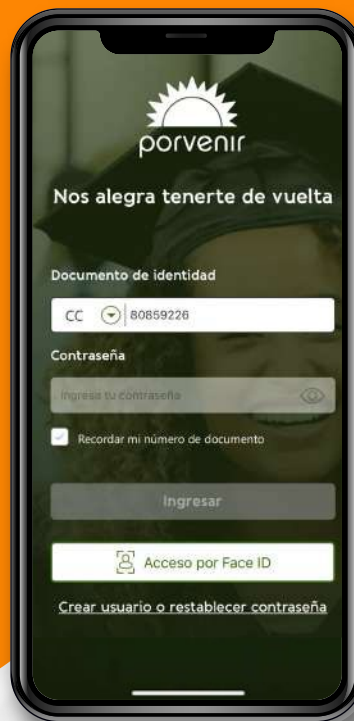 porvenir
Nos alegra tenerte de vuelta
Documento de identidad
CC 80859226
Contraseña
Ingresa tu contraseña
Recordar mi número de documento
Ingresar
Acceso por Face ID
Crear usuario o restablecer contraseña